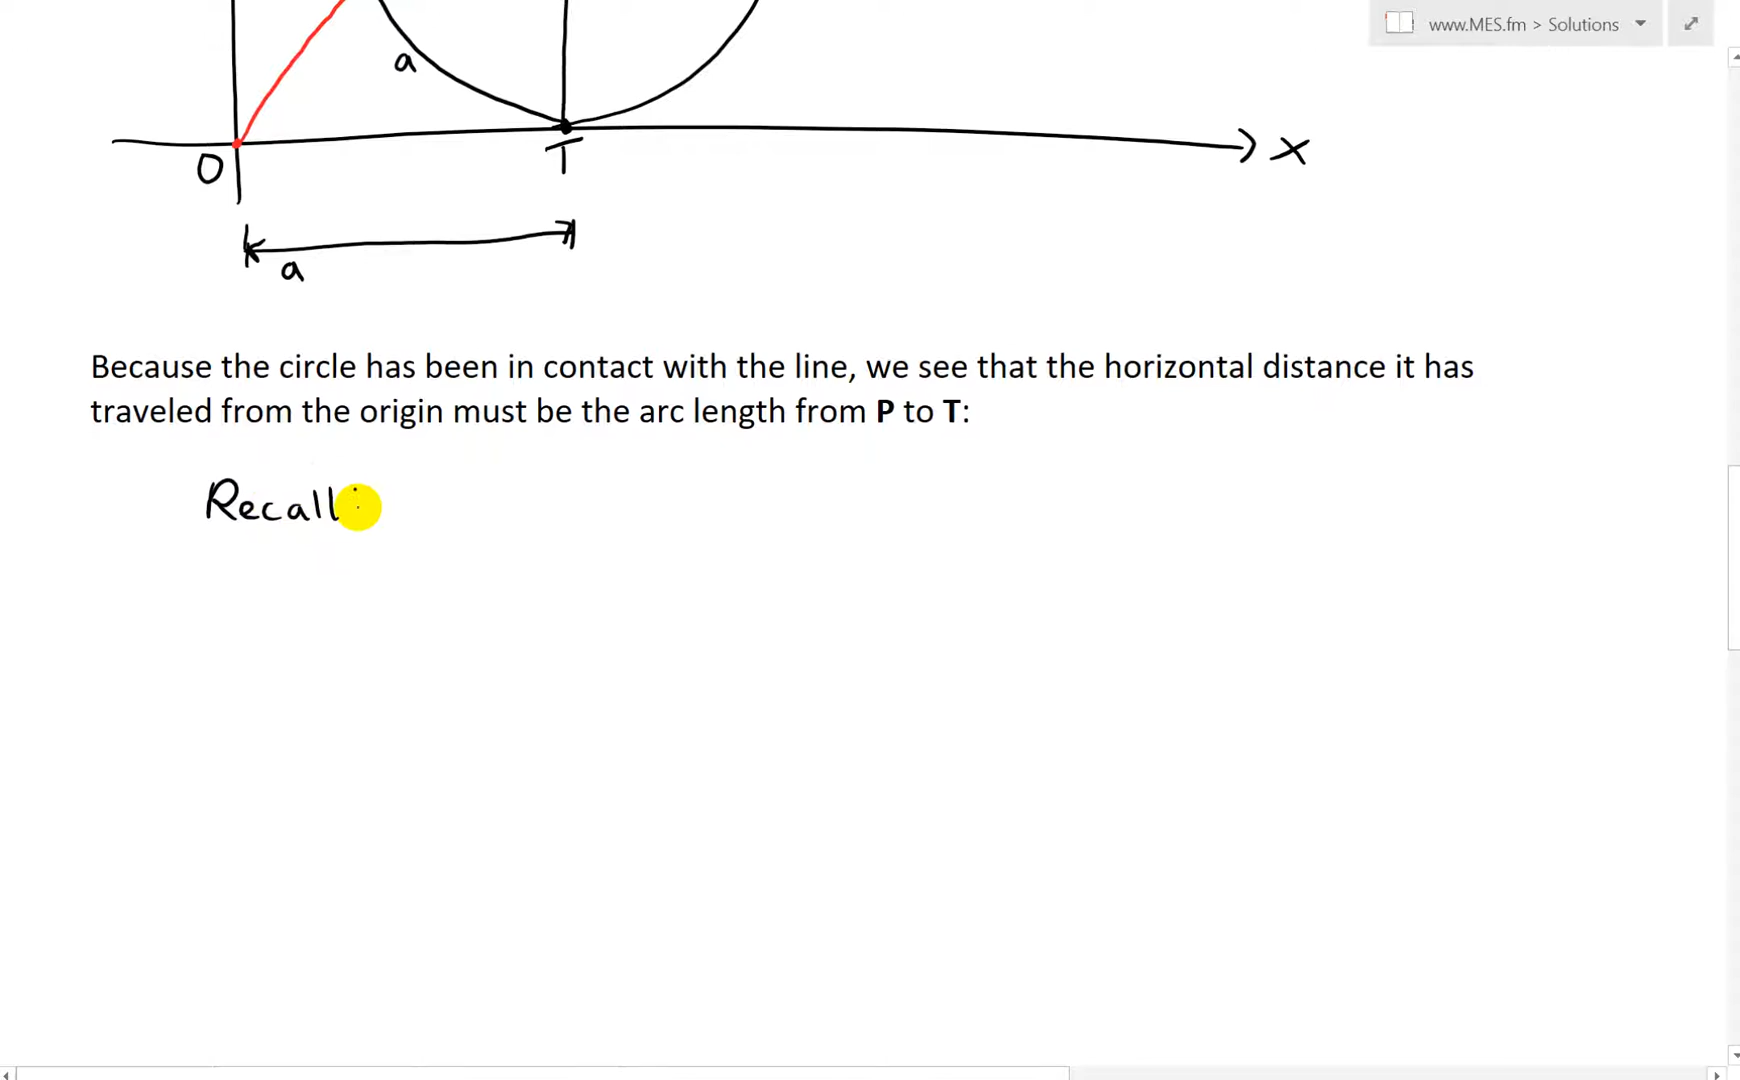 www.MES.fm > Solutions
a
O
T
x
a
Because the circle has been in contact with the line, we see that the horizontal distance it has
traveled from the origin must be the arc length from P to T:
Recall: